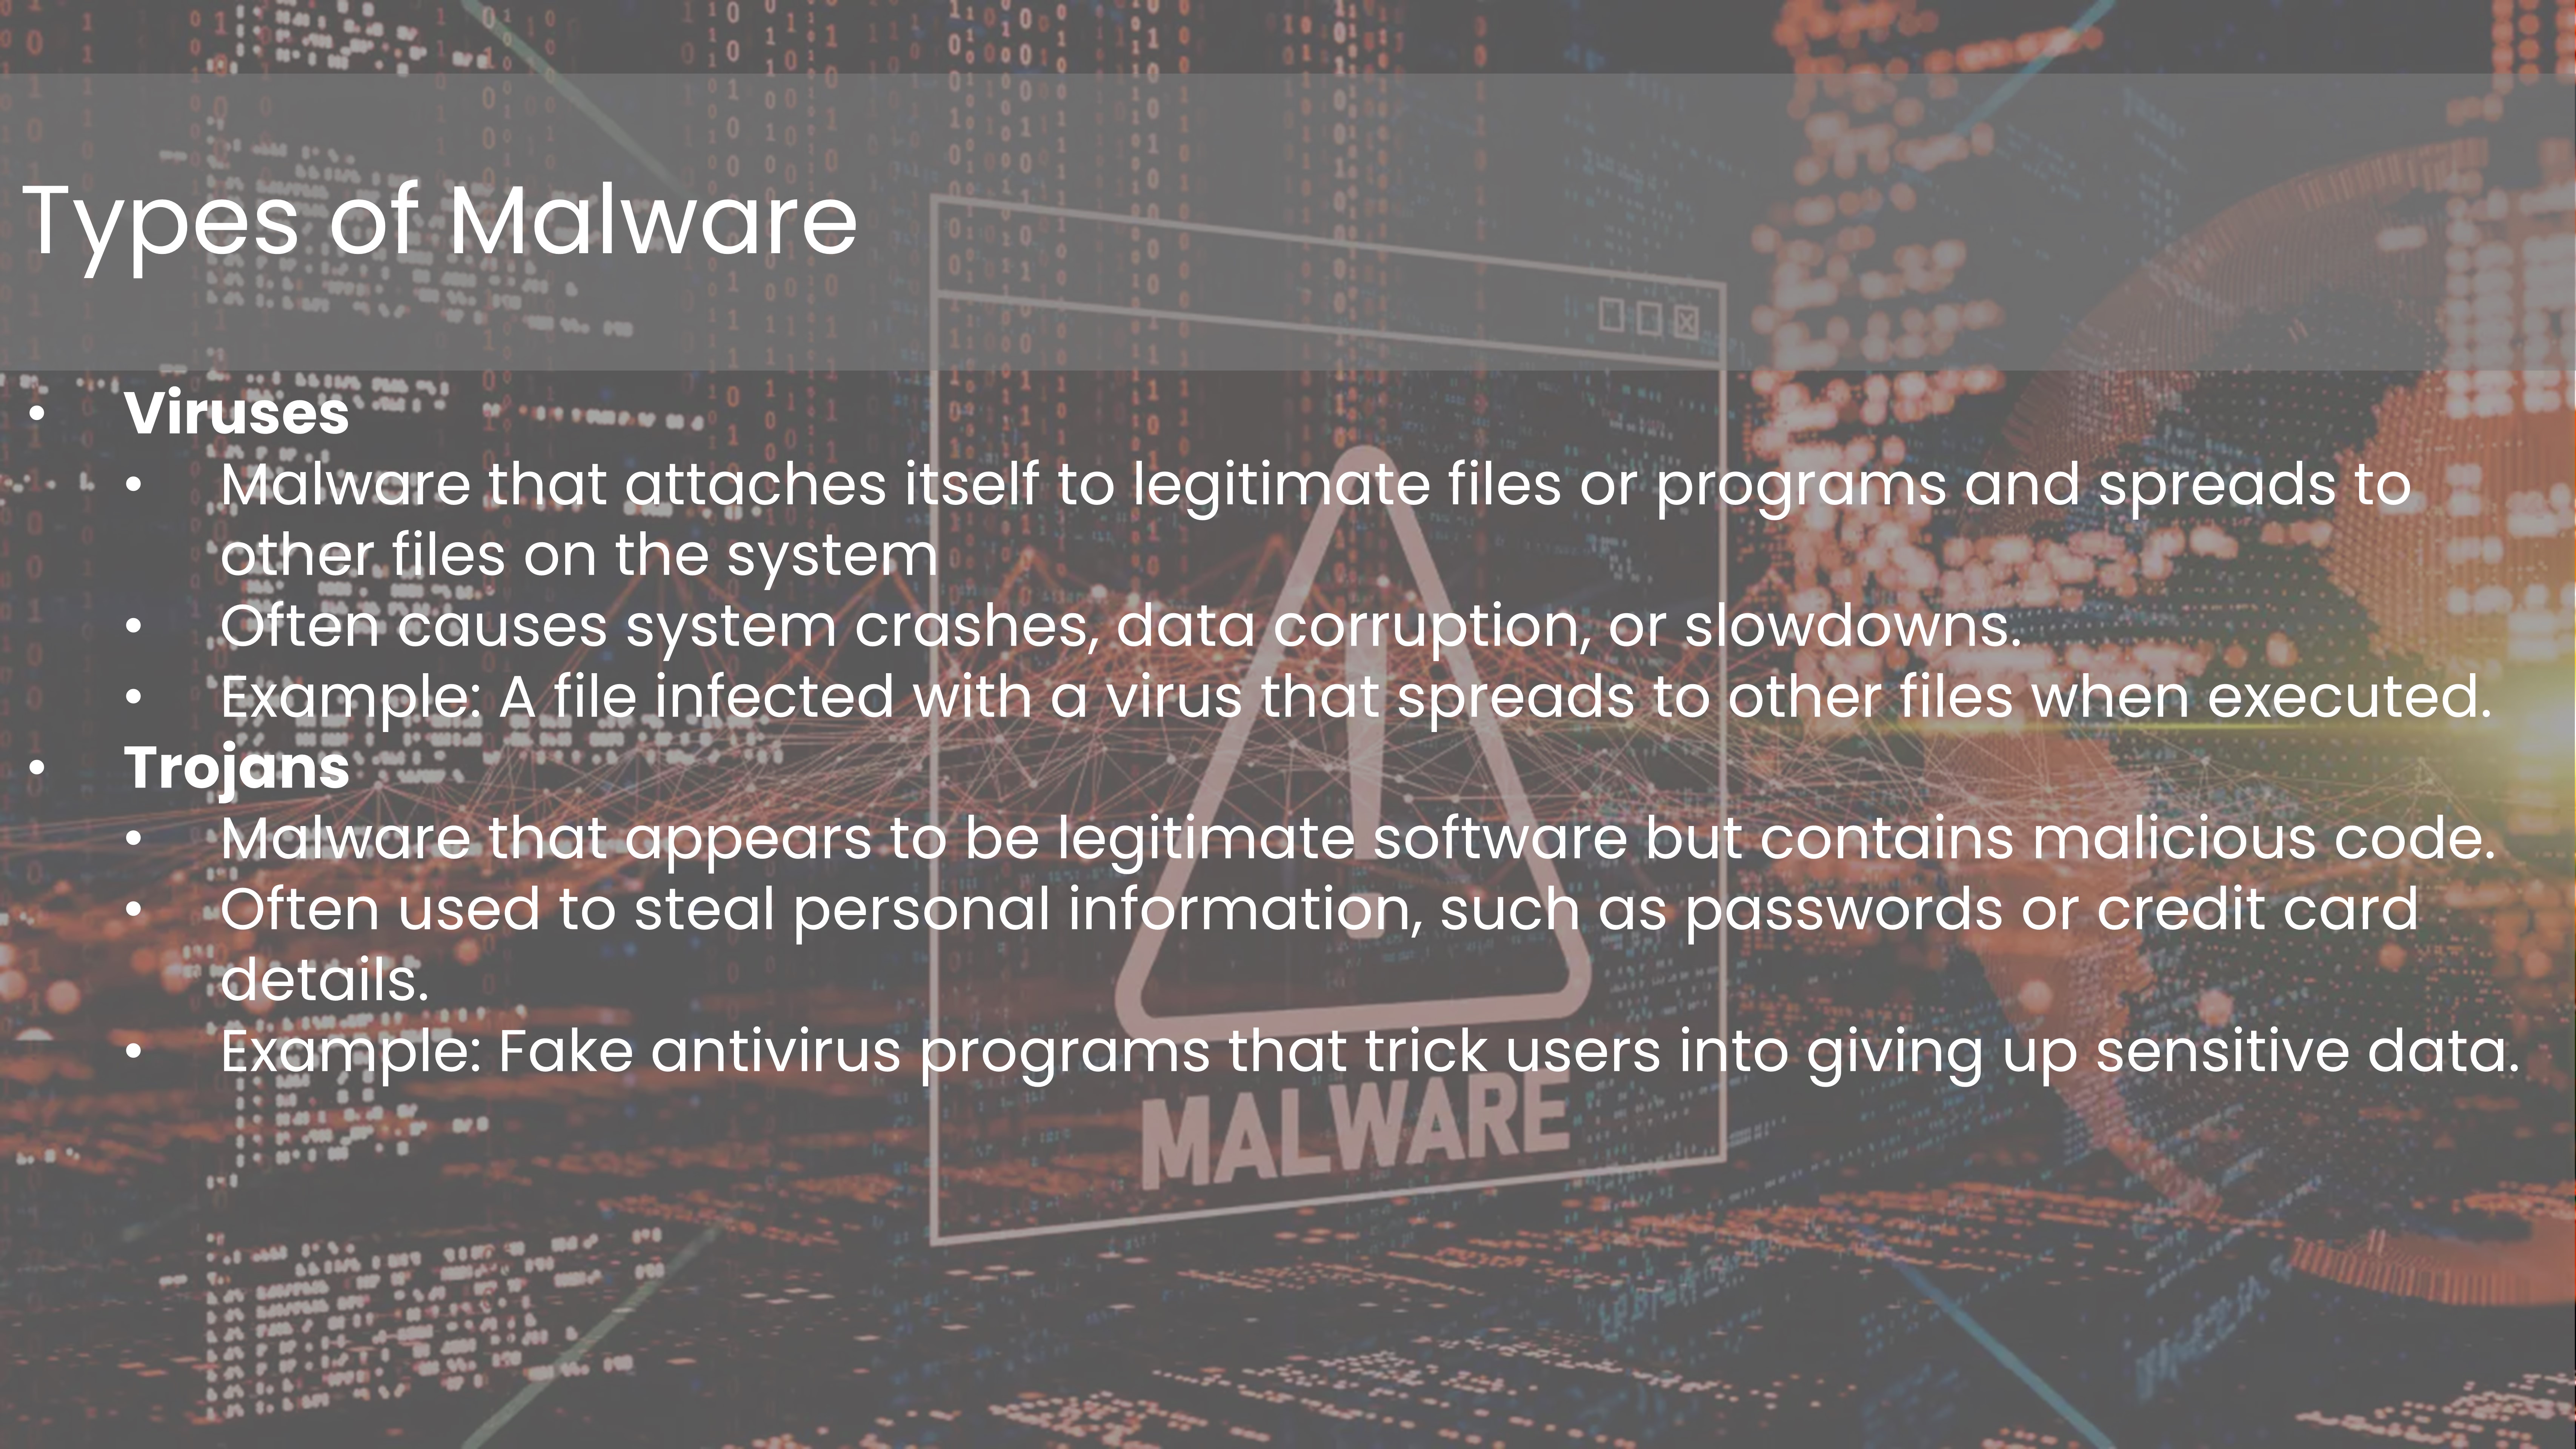 Types of Malware
• Viruses
• Malware that attaches itself to legitimate files or programs and spreads to
other files on the system
• Often causes system crashes, data corruption, or slowdowns.
• Example: A file infected with a virus that spreads to other files when executed.
• Trojans
• Malware that appears to be legitimate software but contains malicious code.
• Often used to steal personal information, such as passwords or credit card
details.
• Example: Fake antivirus programs that trick users into giving up sensitive data.
MALWARE